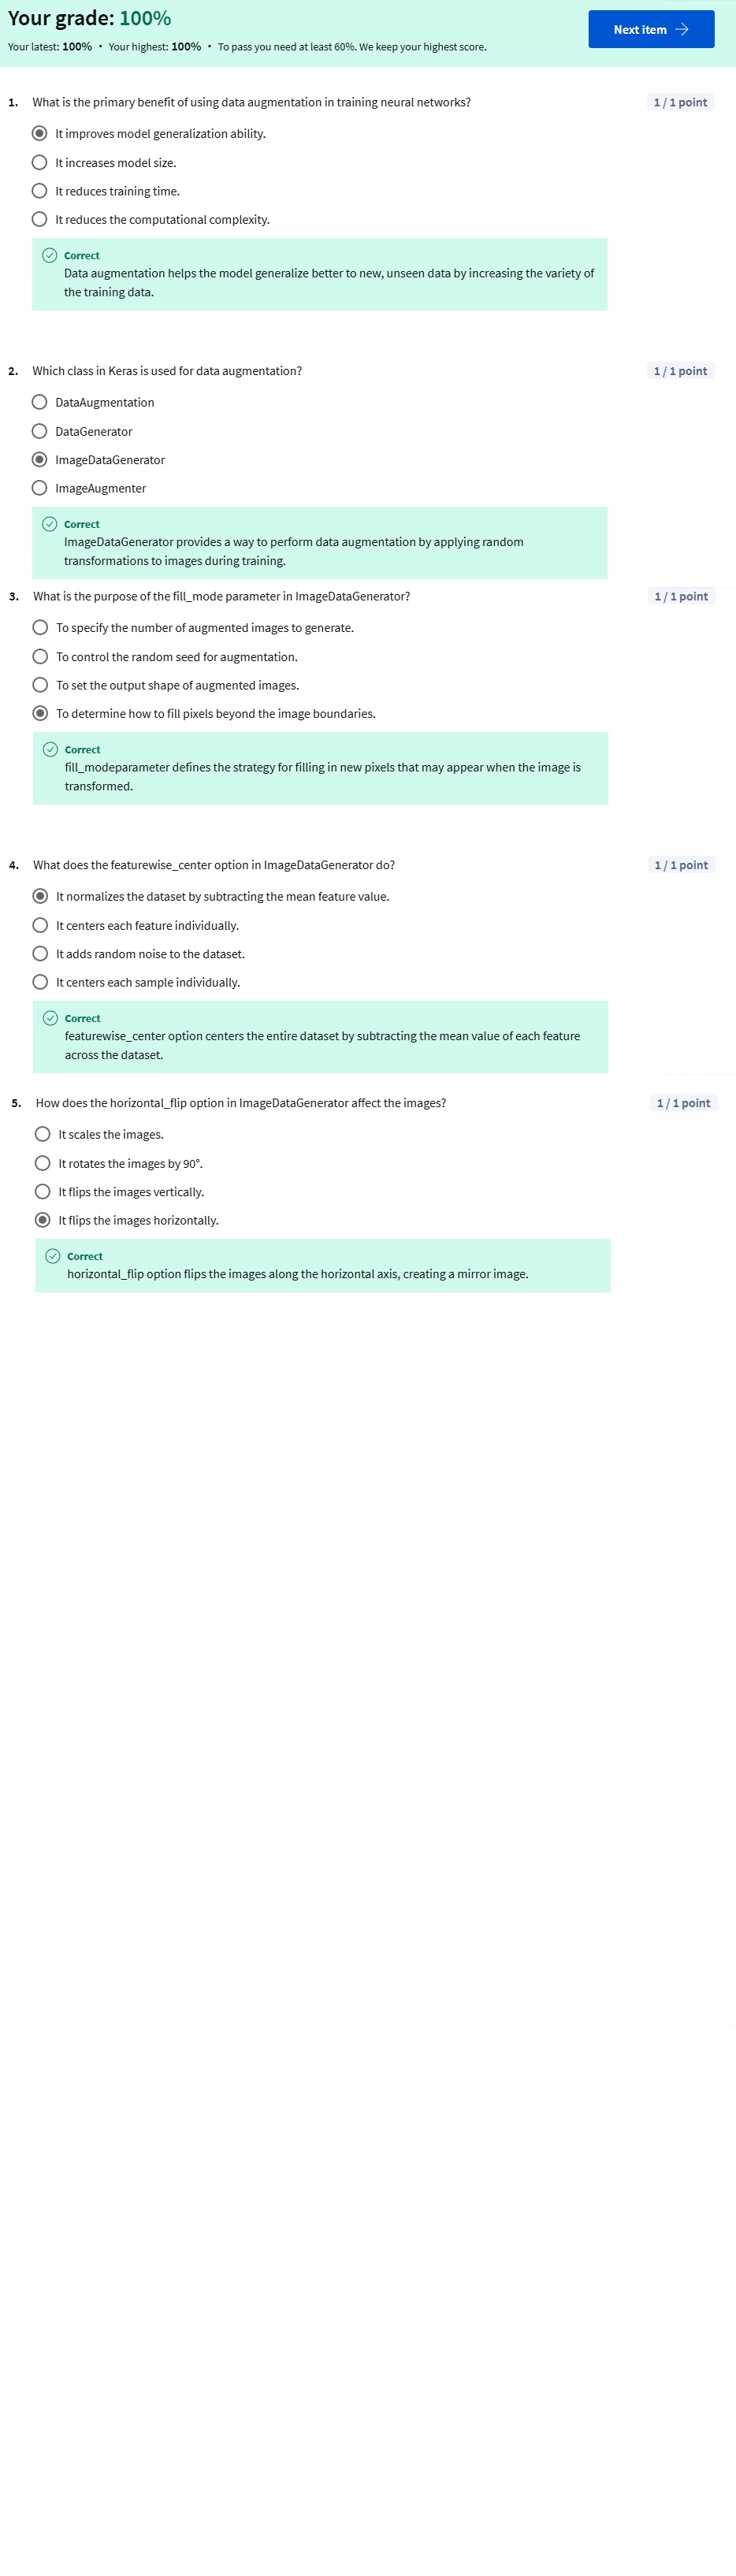 Your grade: 100%
Next item →
Your latest: 100% • Your highest: 100% • To pass you need at least 60%. We keep your highest score.
1. What is the primary benefit of using data augmentation in training neural networks? 1 / 1 point
It improves model generalization ability.
It increases model size.
It reduces training time.
It reduces the computational complexity.
Correct
Data augmentation helps the model generalize better to new, unseen data by increasing the variety of
the training data.
2. Which class in Keras is used for data augmentation? 1 / 1 point
DataAugmentation
DataGenerator
ImageDataGenerator
ImageAugmenter
Correct
ImageDataGenerator provides a way to perform data augmentation by applying random
transformations to images during training.
3. What is the purpose of the fill_mode parameter in ImageDataGenerator? 1 / 1 point
To specify the number of augmented images to generate.
To control the random seed for augmentation.
To set the output shape of augmented images.
To determine how to fill pixels beyond the image boundaries.
Correct
fill_modeparameter defines the strategy for filling in new pixels that may appear when the image is
transformed.
4. What does the featurewise_center option in ImageDataGenerator do? 1 / 1 point
It normalizes the dataset by subtracting the mean feature value.
It centers each feature individually.
It adds random noise to the dataset.
It centers each sample individually.
Correct
featurewise_center option centers the entire dataset by subtracting the mean value of each feature
across the dataset.
5. How does the horizontal_flip option in ImageDataGenerator affect the images? 1 / 1 point
It scales the images.
It rotates the images by 90°.
It flips the images vertically.
It flips the images horizontally.
Correct
horizontal_flip option flips the images along the horizontal axis, creating a mirror image.